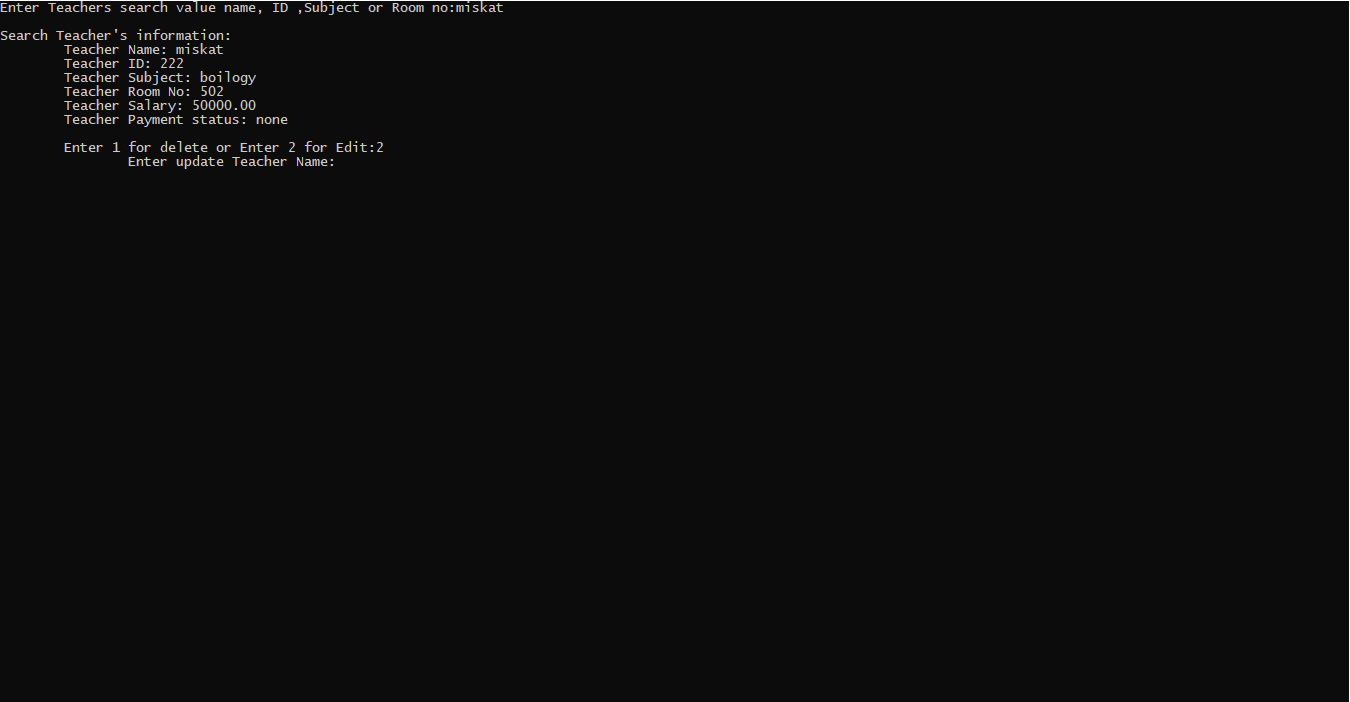 Enter Teachers search value name, ID ,Subject or Room no:miskat
Search Teacher's information:
Teacher Name: miskat
Teacher ID: 222
Teacher Subject: boilogy
Teacher Room No: 502
Teacher Salary: 50000.00
Teacher Payment status: none
Enter 1 for delete or Enter 2 for Edit:2
Enter update Teacher Name: